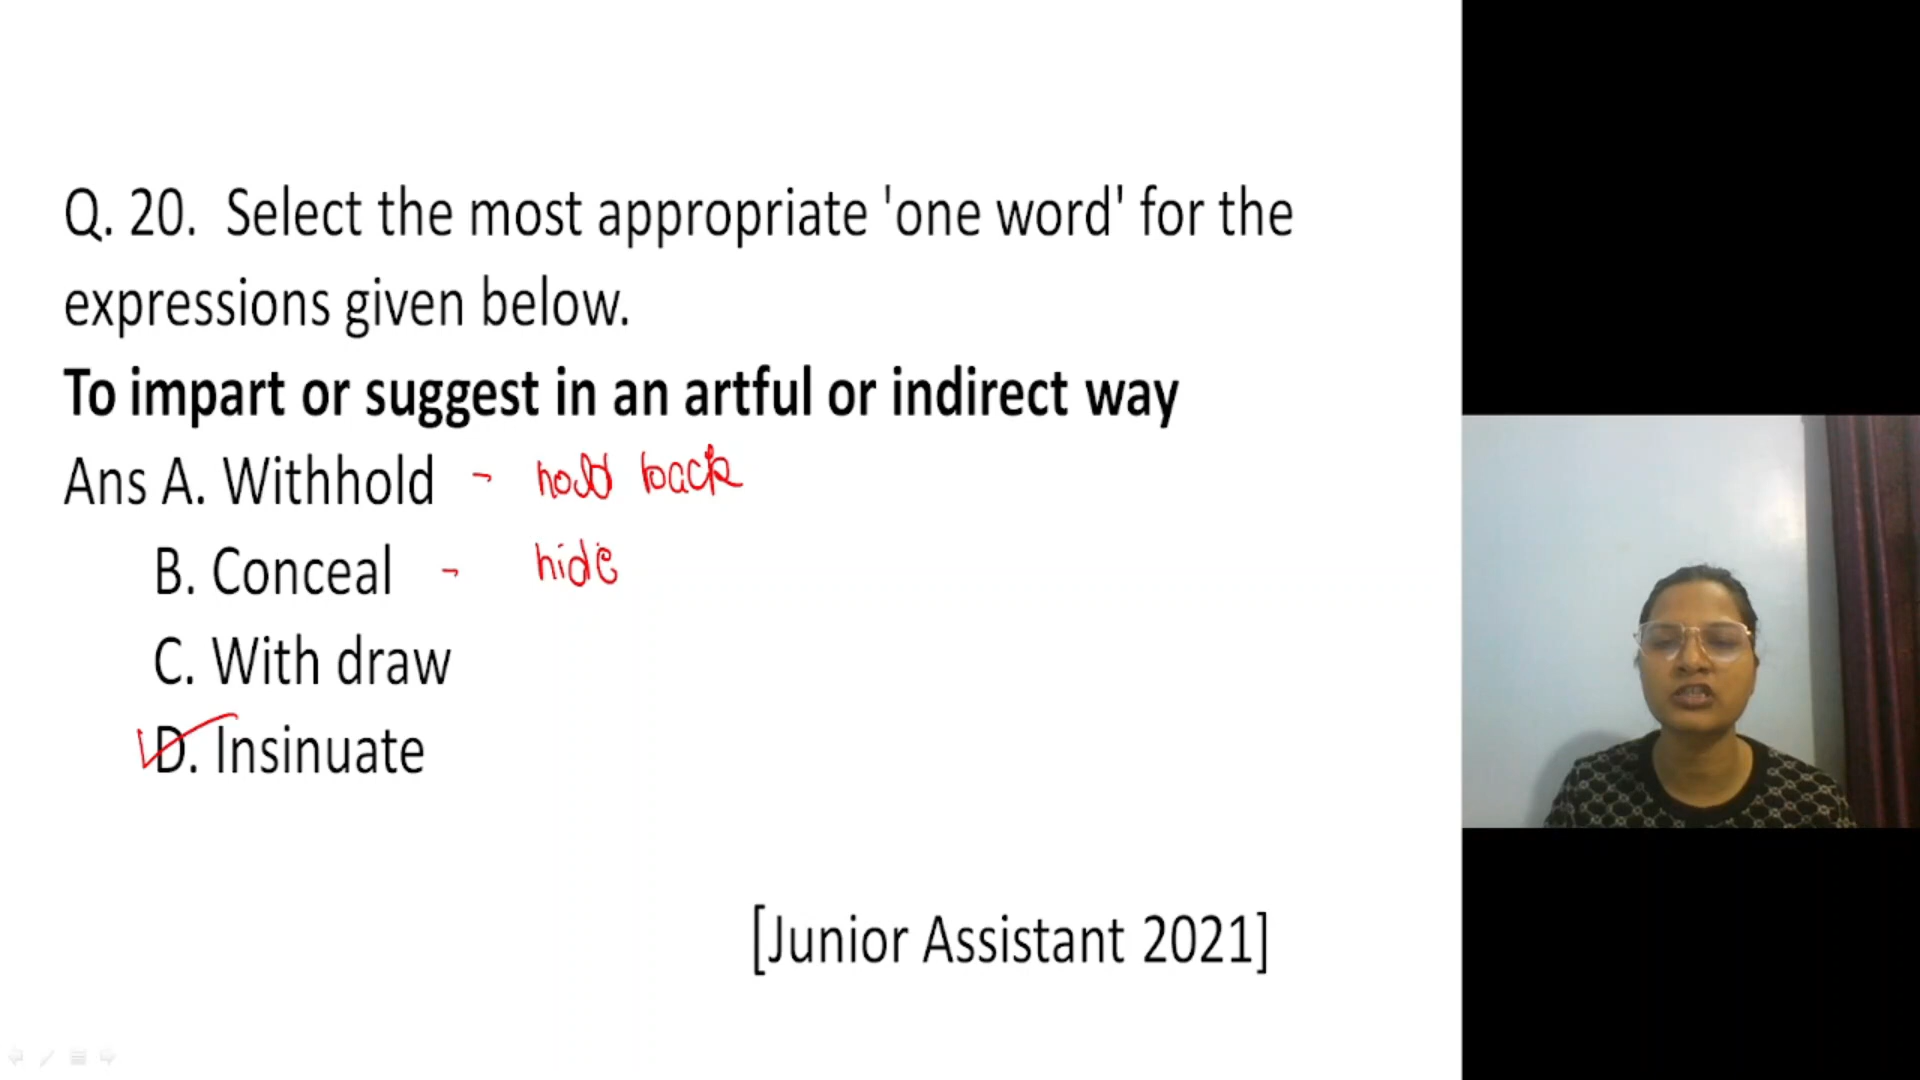 Q. 20. Select the most appropriate 'one word' for the
expressions given below.
To impart or suggest in an artful or indirect way
Ans A. Withhold - hold back
B. Conceal - hide
C. With draw
D. Insinuate
[Junior Assistant 2021]